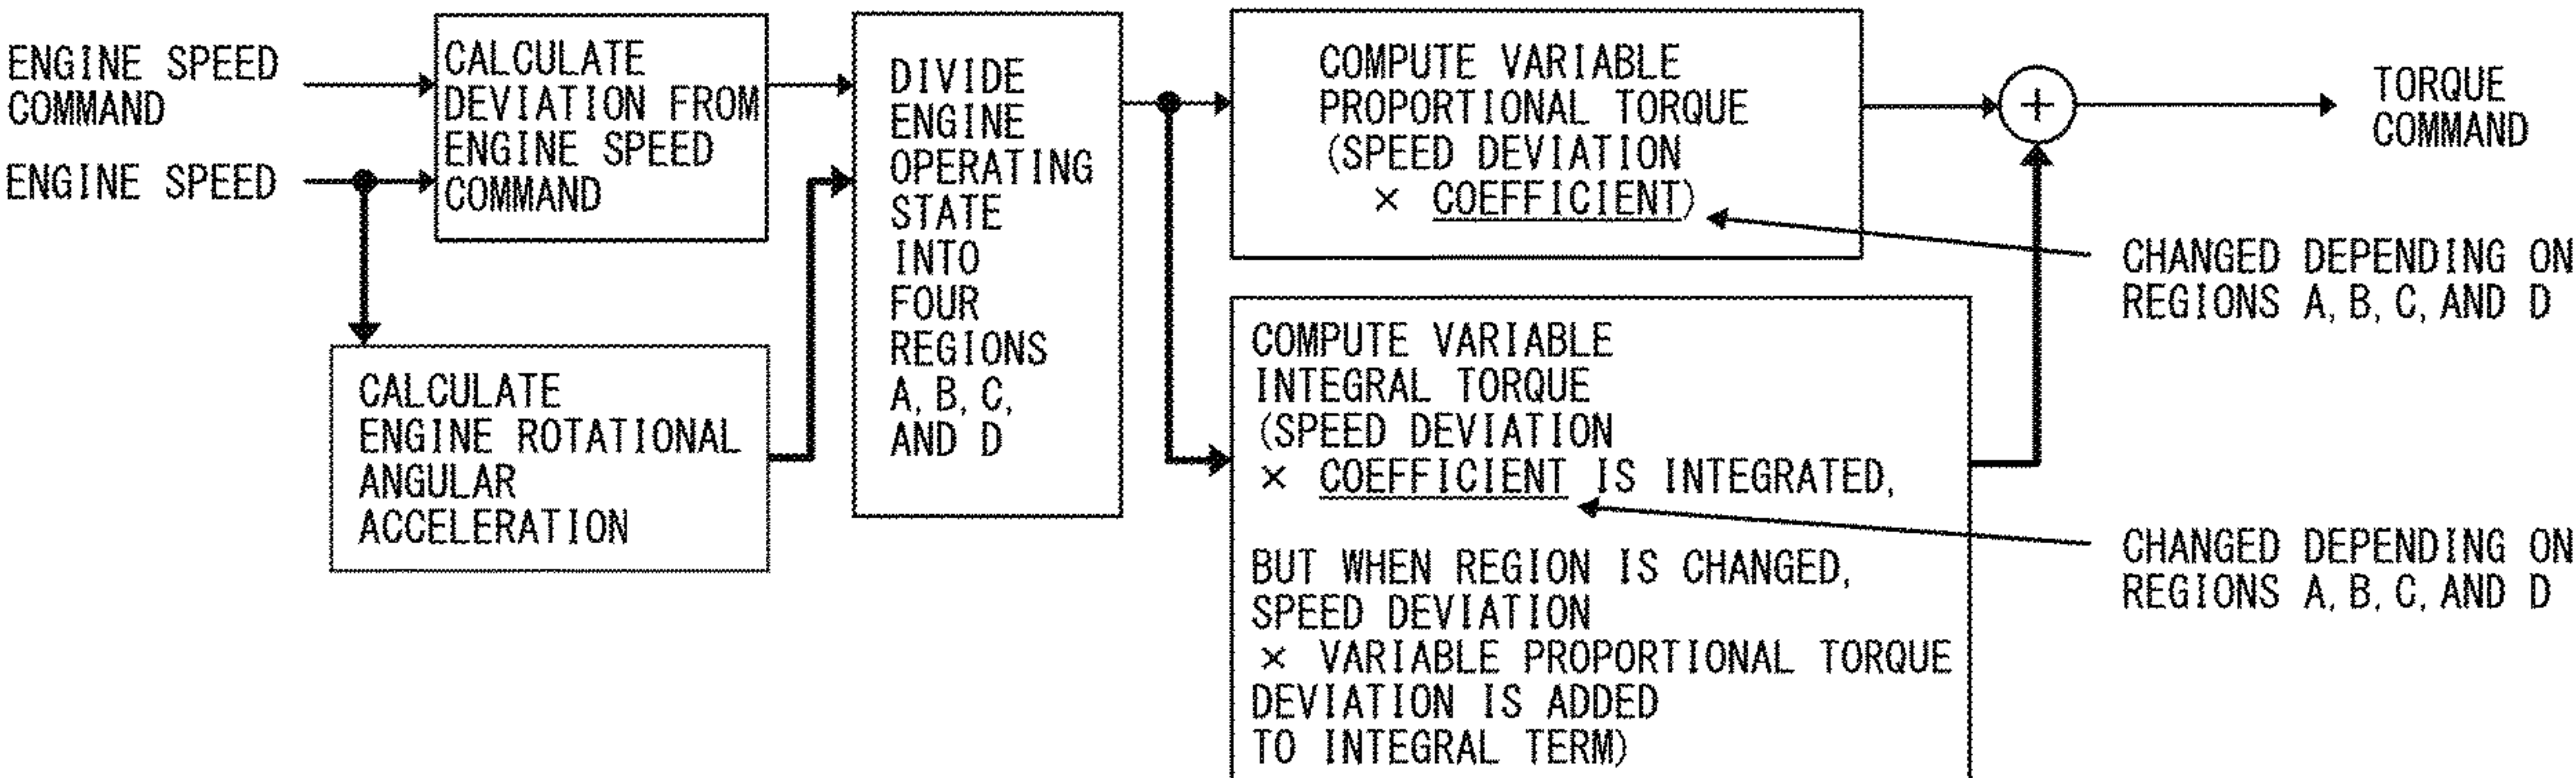 ENGINE SPEED
COMMAND
ENGINE SPEED
CALCULATE
DEVIATION FROM
ENGINE SPEED
COMMAND
CALCULATE
ENGINE ROTATIONAL
ANGULAR
ACCELERATION
DIVIDE
ENGINE
OPERATING
STATE
INTO
FOUR
REGIONS
A, B, C,
AND D
COMPUTE VARIABLE
PROPORTIONAL TORQUE
(SPEED DEVIATION
× COEFFICIENT)
COMPUTE VARIABLE
INTEGRAL TORQUE
(SPEED DEVIATION
× COEFFICIENT IS INTEGRATED,
BUT WHEN REGION IS CHANGED,
SPEED DEVIATION
× VARIABLE PROPORTIONAL TORQUE
DEVIATION IS ADDED
TO INTEGRAL TERM)
+
TORQUE
COMMAND
CHANGED DEPENDING ON
REGIONS A, B, C, AND D
CHANGED DEPENDING ON
REGIONS A, B, C, AND D